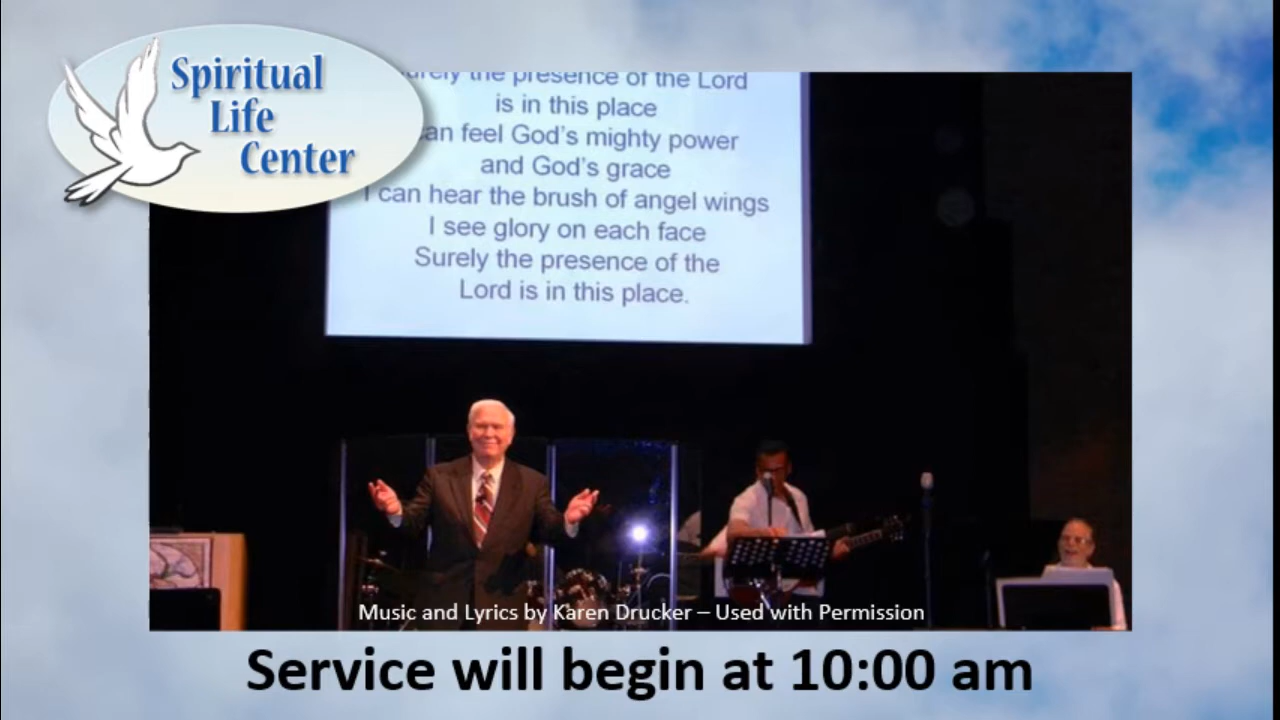 Spiritual
Life
Center
the presence of the Lord
is in this place
can feel God's mighty power
and God's grace
I can hear the brush of angel wings
I see glory on each face
Surely the presence of the
Lord is in this place.
Music and Lyrics by Karen Drucker – Used with Permission
Service will begin at 10:00 am